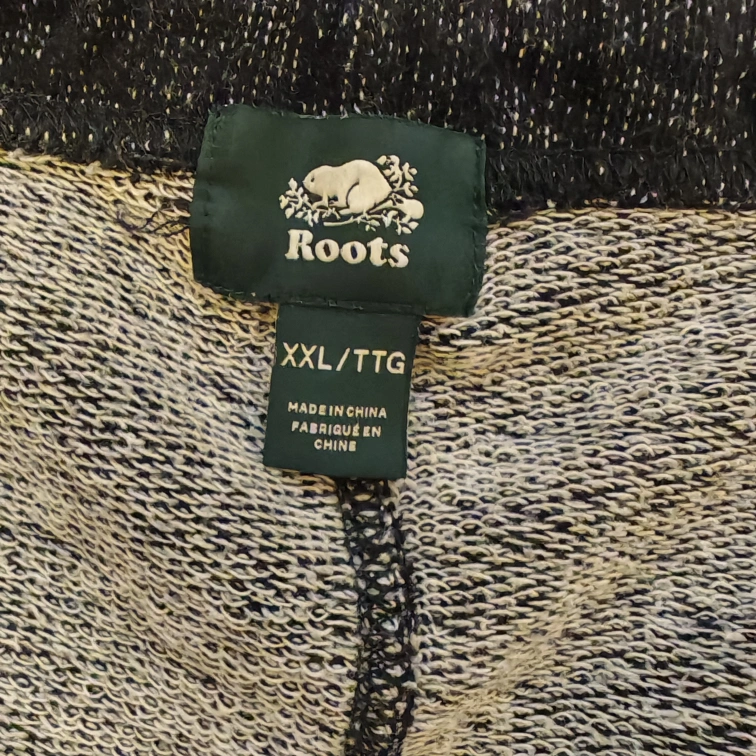 Roots
XXL/TTG
MADE IN CHINA
FABRIQUÉ EN
CHINE